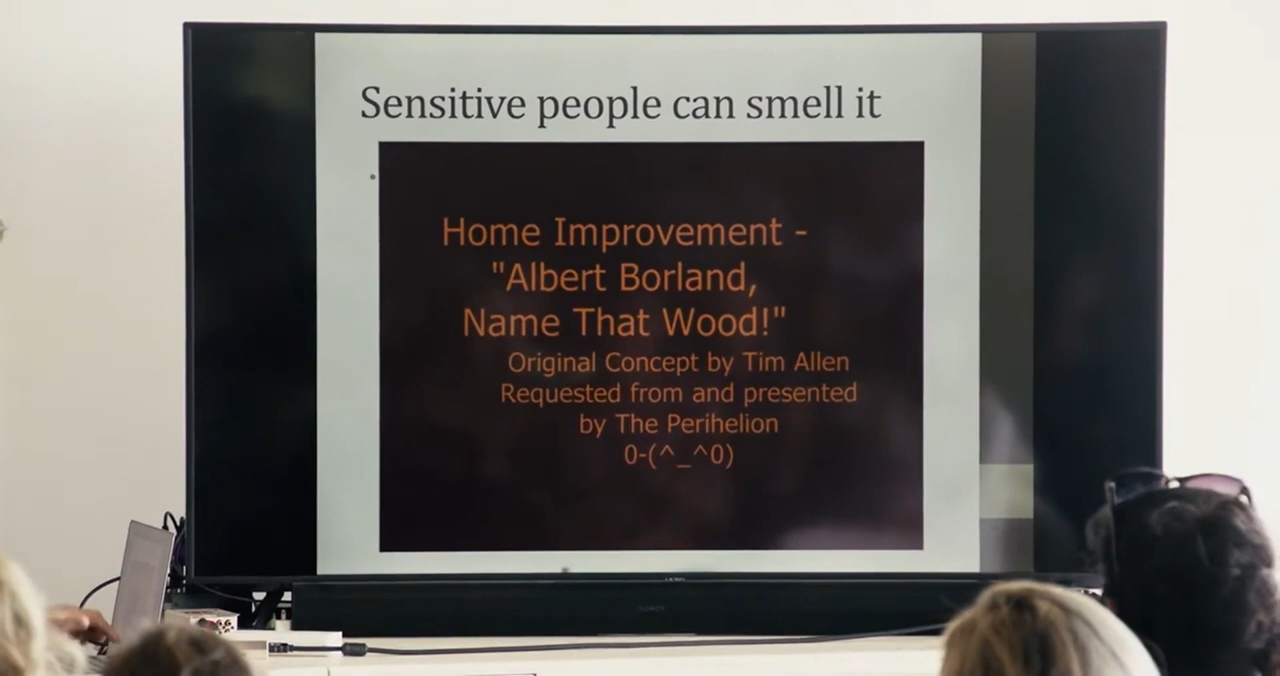 Sensitive people can smell it
Home Improvement -
"Albert Borland,
Name That Wood!"
Original Concept by Tim Allen
Requested from and presented
by The Perihelion
0-(^_^0)
SONOS